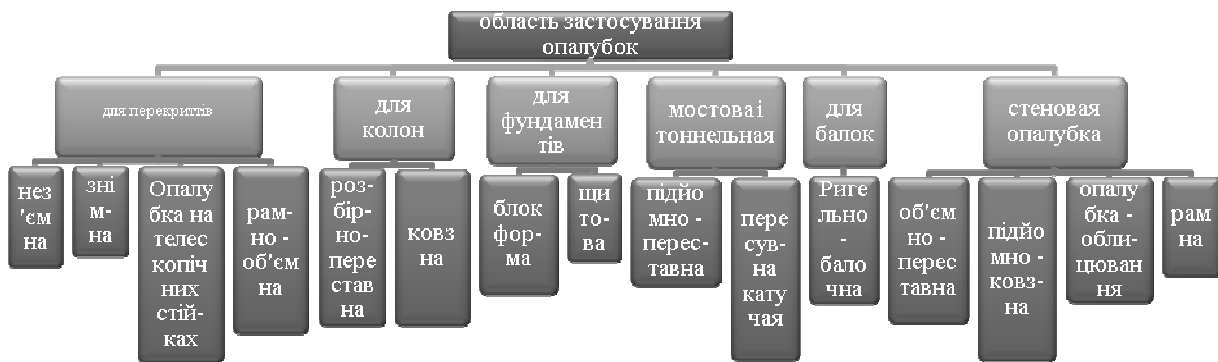 область застосування
опалубок
для перекриттів
для
колон
для
фундамен
тів
мостова і
тоннельная
для
балок
стеновая
опалубка
нез
'єм
на
зні
м-
на
Опалу
бка на
телес
копіч
них
стій-
ках
рам-
но -
об'єм
на
роз-
бір-
но-
пере
став
на
ковз
на
блок
фор-
ма
щи
то-
ва
підйо
мно -
перес-
тавна
пере
сув-
на
кату
чая
Риге
льно
-
бало
чна
об'єм
но -
перес
тавна
підйо
мно -
ковз-
на
опалу
бка -
обли-
цюван
ня
рам
на